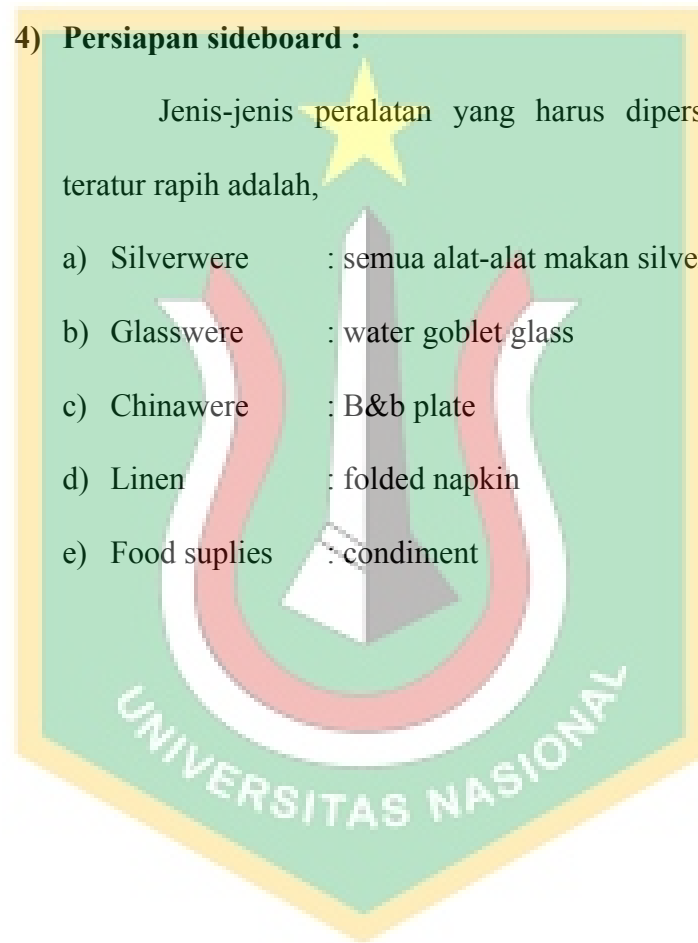 4) Persiapan sideboard :
Jenis-jenis peralatan yang harus dipers
teratur rapih adalah,
a) Silverwere : semua alat-alat makan silve
b) Glasswere : water goblet glass
c) Chinawere : B&b plate
d) Linen : folded napkin
e) Food suplies : condiment
UNIVERSITAS NASIONAL